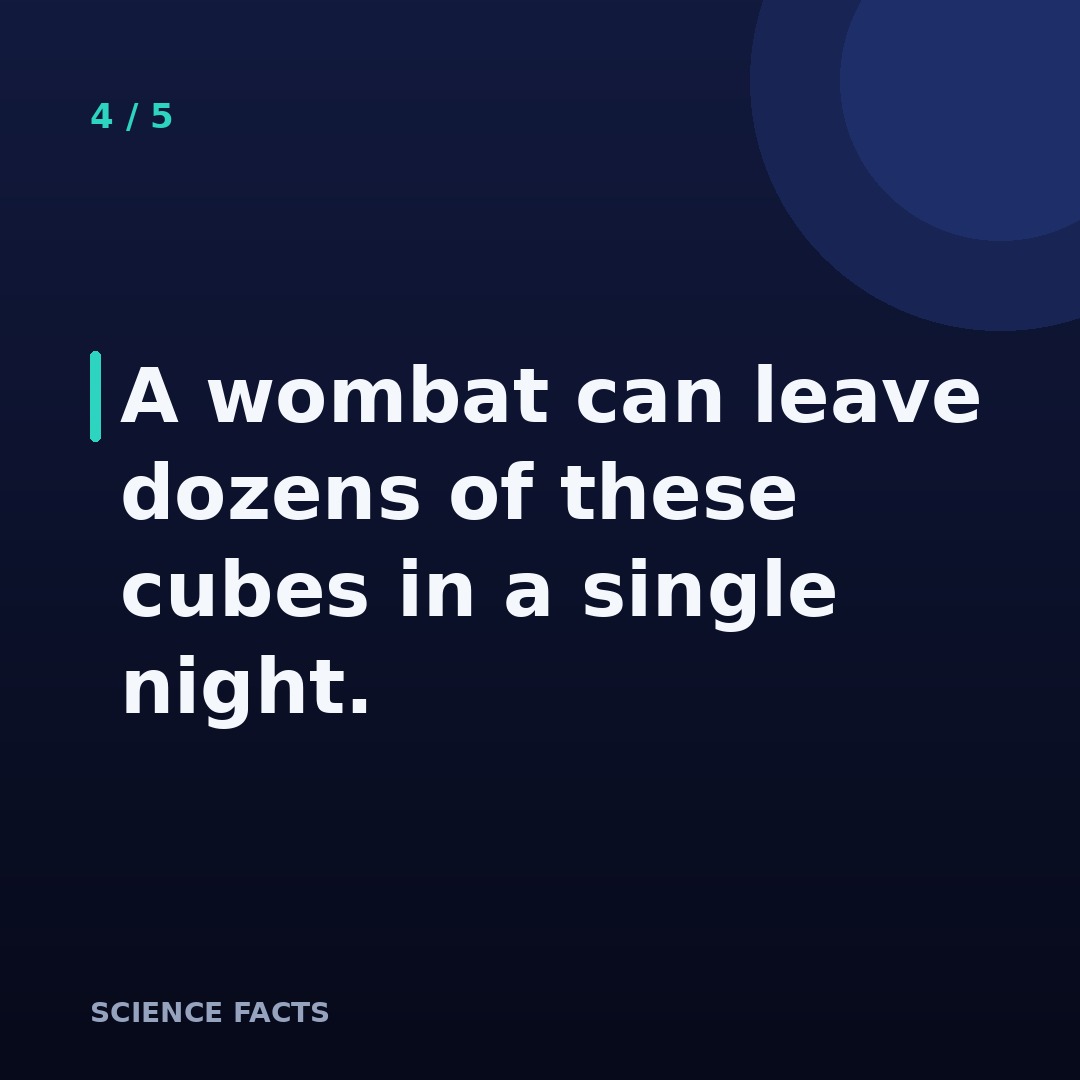 4 / 5
A wombat can leave
dozens of these
cubes in a single
night.
SCIENCE FACTS